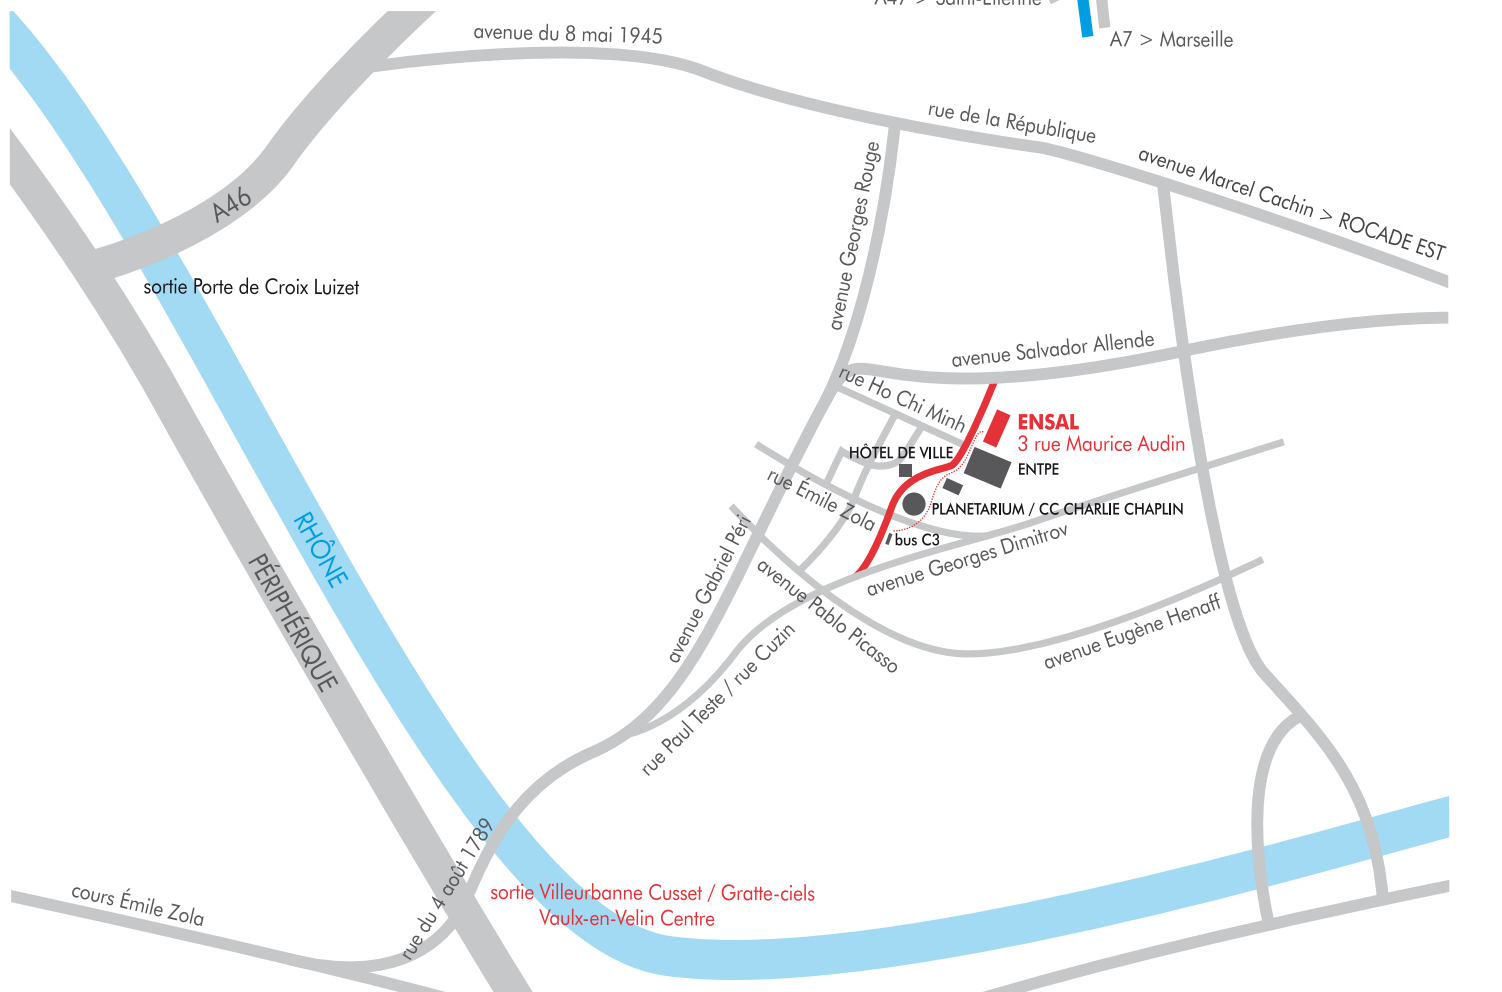 A47 > Saint-Etienne
A7 > Marseille
avenue du 8 mai 1945
rue de la République
avenue Marcel Cachin > ROCADE EST
avenue Georges Rouge
A46
sortie Porte de Croix Luizet
avenue Salvador Allende
rue Ho Chi Minh
ENSAL
3 rue Maurice Audin
HÔTEL DE VILLE
ENTPE
rue Émile Zola
PLANETARIUM / CC CHARLIE CHAPLIN
bus C3
avenue Georges Dimitrov
avenue Gabriel Péri
avenue Pablo Picasso
avenue Eugène Henaff
rue Paul Teste / rue Cuzin
RHÔNE
PÉRIPHÉRIQUE
rue du 4 août 1789
sortie Villeurbanne Cusset / Gratte-ciels
Vaulx-en-Velin Centre
cours Émile Zola